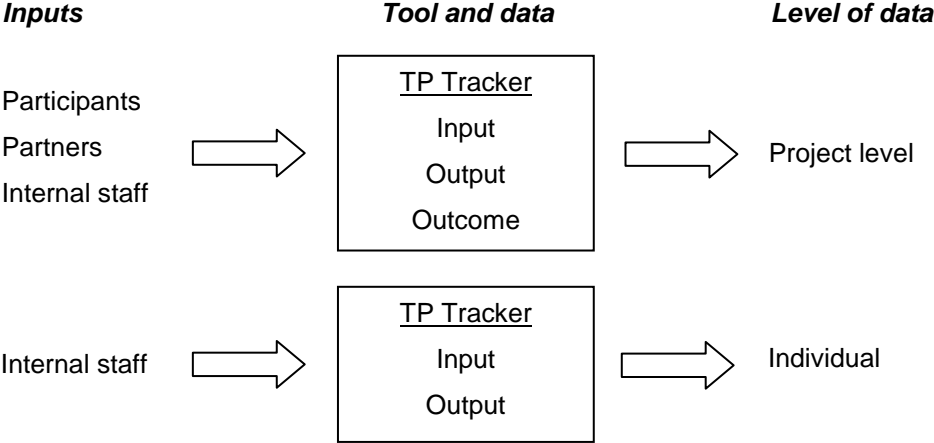 Inputs
Tool and data
Level of data
Participants
Partners
Internal staff
TP Tracker
Input
Output
Outcome
Project level
Internal staff
TP Tracker
Input
Output
Individual